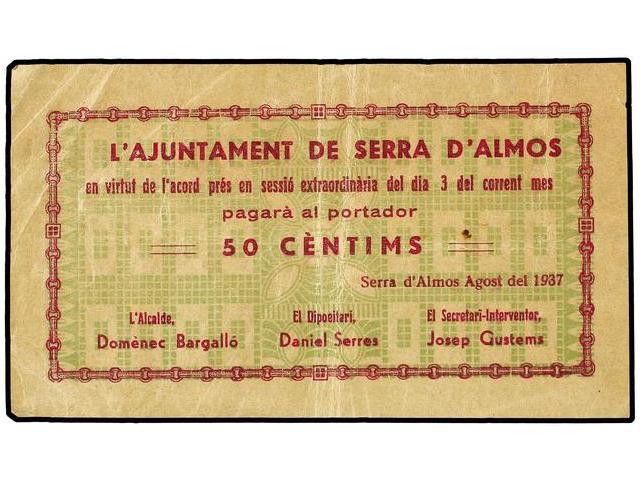 L'AJUNTAMENT DE SERRA D'ALMOS
en virtut de l'acord prés en sessió extraordinària del dia 3 del corrent mes
pagarà al portador
50 CÈNTIMS
Serra d'Almos Agost del 1937
L'Alcalde, El Dipoeitari, El Secretari-Interventor,
Domènec Bargalló Daniel Serres Josep Gustems